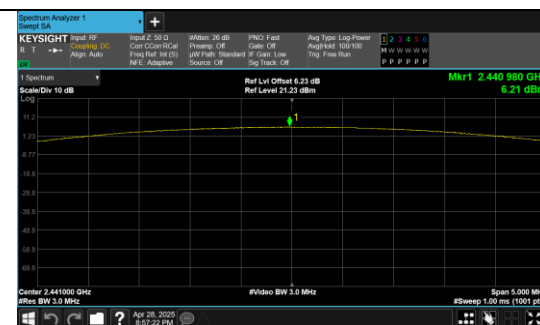 Spectrum Analyzer 1
Swept SA
KEYSIGHT Input: RF Input Z: 50 Ω #Atten: 26 dB PNO: Fast Avg Type: Log-Power 1 2 3 4 5 6
R T Coupling: DC Corr CCorr RCal Preamp: Off Gate: Off Avg|Hold: 100/100 M W W W W W
Align: Auto Freq Ref: Int (S) µW Path: Standard IF Gain: Low Trig: Free Run P P P P P P
NFE: Adaptive Source: Off Sig Track: Off
1 Spectrum Ref Lvl Offset 6.23 dB Mkr1 2.440 980 GH
Scale/Div 10 dB Ref Level 21.23 dBm 6.21 dB
Log
1
11.2
1.23
-8.77
-18.8
-28.8
-38.8
-48.8
-58.8
-68.8
Center 2.441000 GHz #Video BW 3.0 MHz Span 5.000 MH
#Res BW 3.0 MHz #Sweep 1.00 ms (1001 pt
? Apr 28, 2025
8:57:22 PM